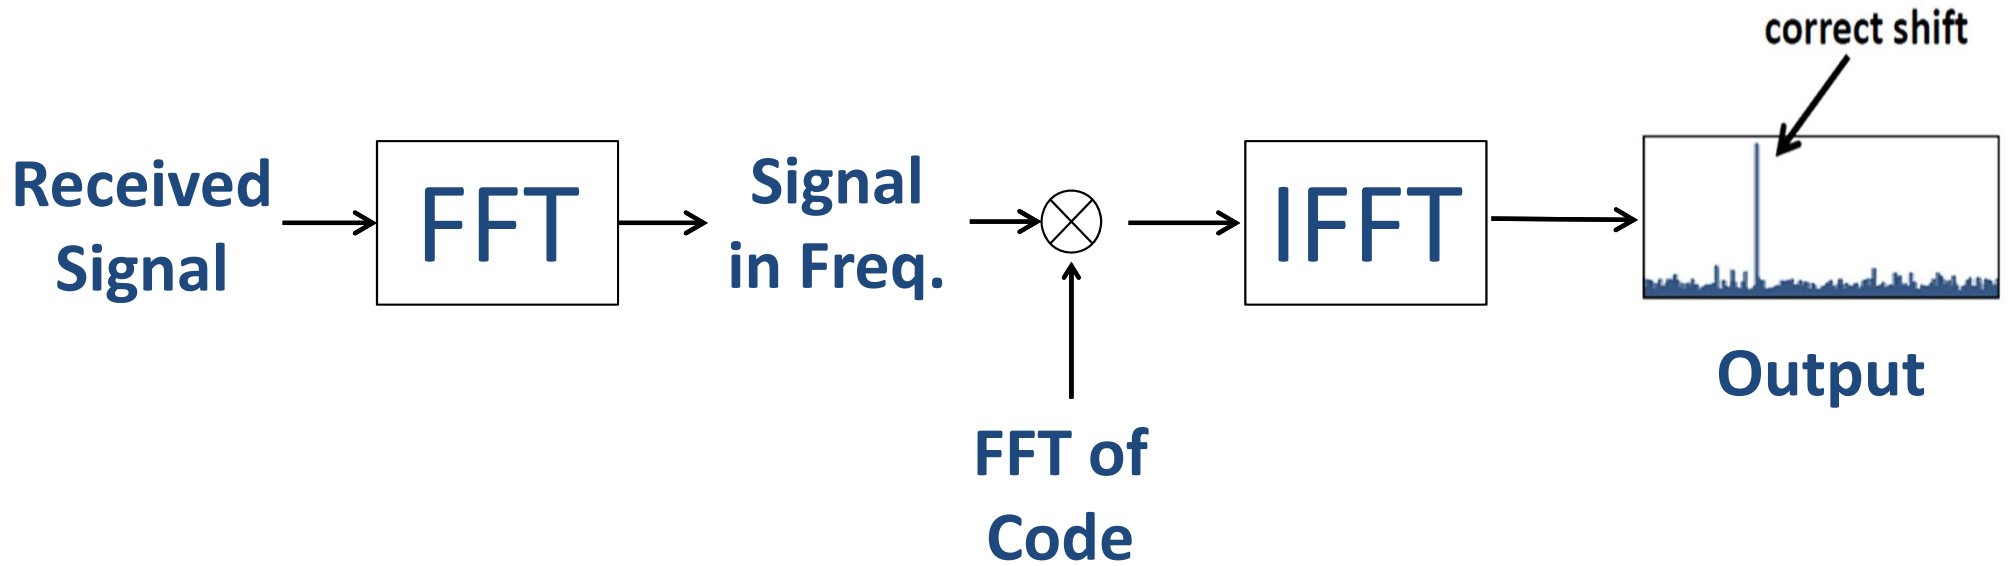 correct shift
Received
Signal
FFT
Signal
in Freq.
IFFT
Output
FFT of
Code